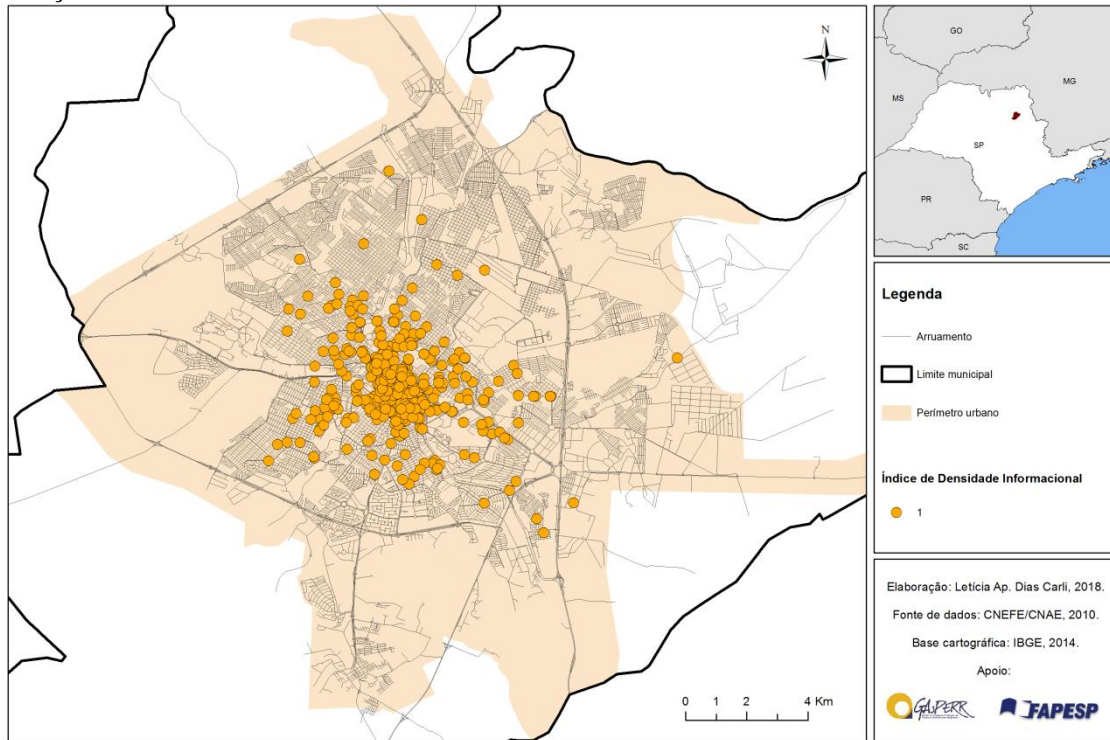 N
0 2 4 Km
GO
MG
MS
SP
PR
SC
Legenda
Arruamento
Limite municipal
Perímetro urbano
Índice de Densidade Informacional
1
Elaboração: Letícia Ap. Dias Carli, 2018.
Fonte de dados: CNEFE/CNAE, 2010.
Base cartográfica: IBGE, 2014.
Apoio:
GAsPERR
FAPESP